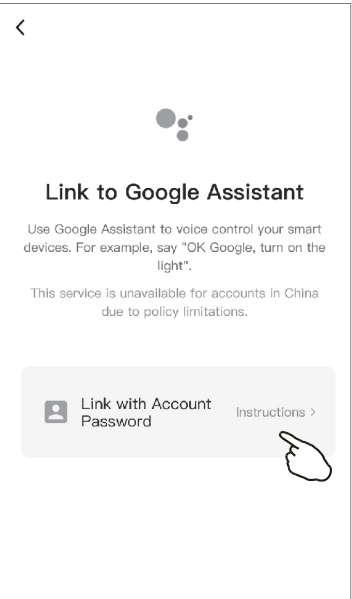 Link to Google Assistant
Use Google Assistant to voice control your smart
devices. For example, say "OK Google, turn on the
light".
This service is unavailable for accounts in China
due to policy limitations.
Link with Account
Password
Instructions >